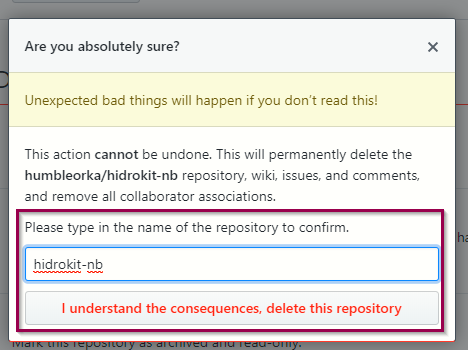 Are you absolutely sure?
Unexpected bad things will happen if you don't read this!
This action cannot be undone. This will permanently delete the
humbleorka/hidrokit-nb repository, wiki, issues, and comments,
and remove all collaborator associations.
Please type in the name of the repository to confirm.
hidrokit-nb
I understand the consequences, delete this repository
Mark this repository as archived and read-only.